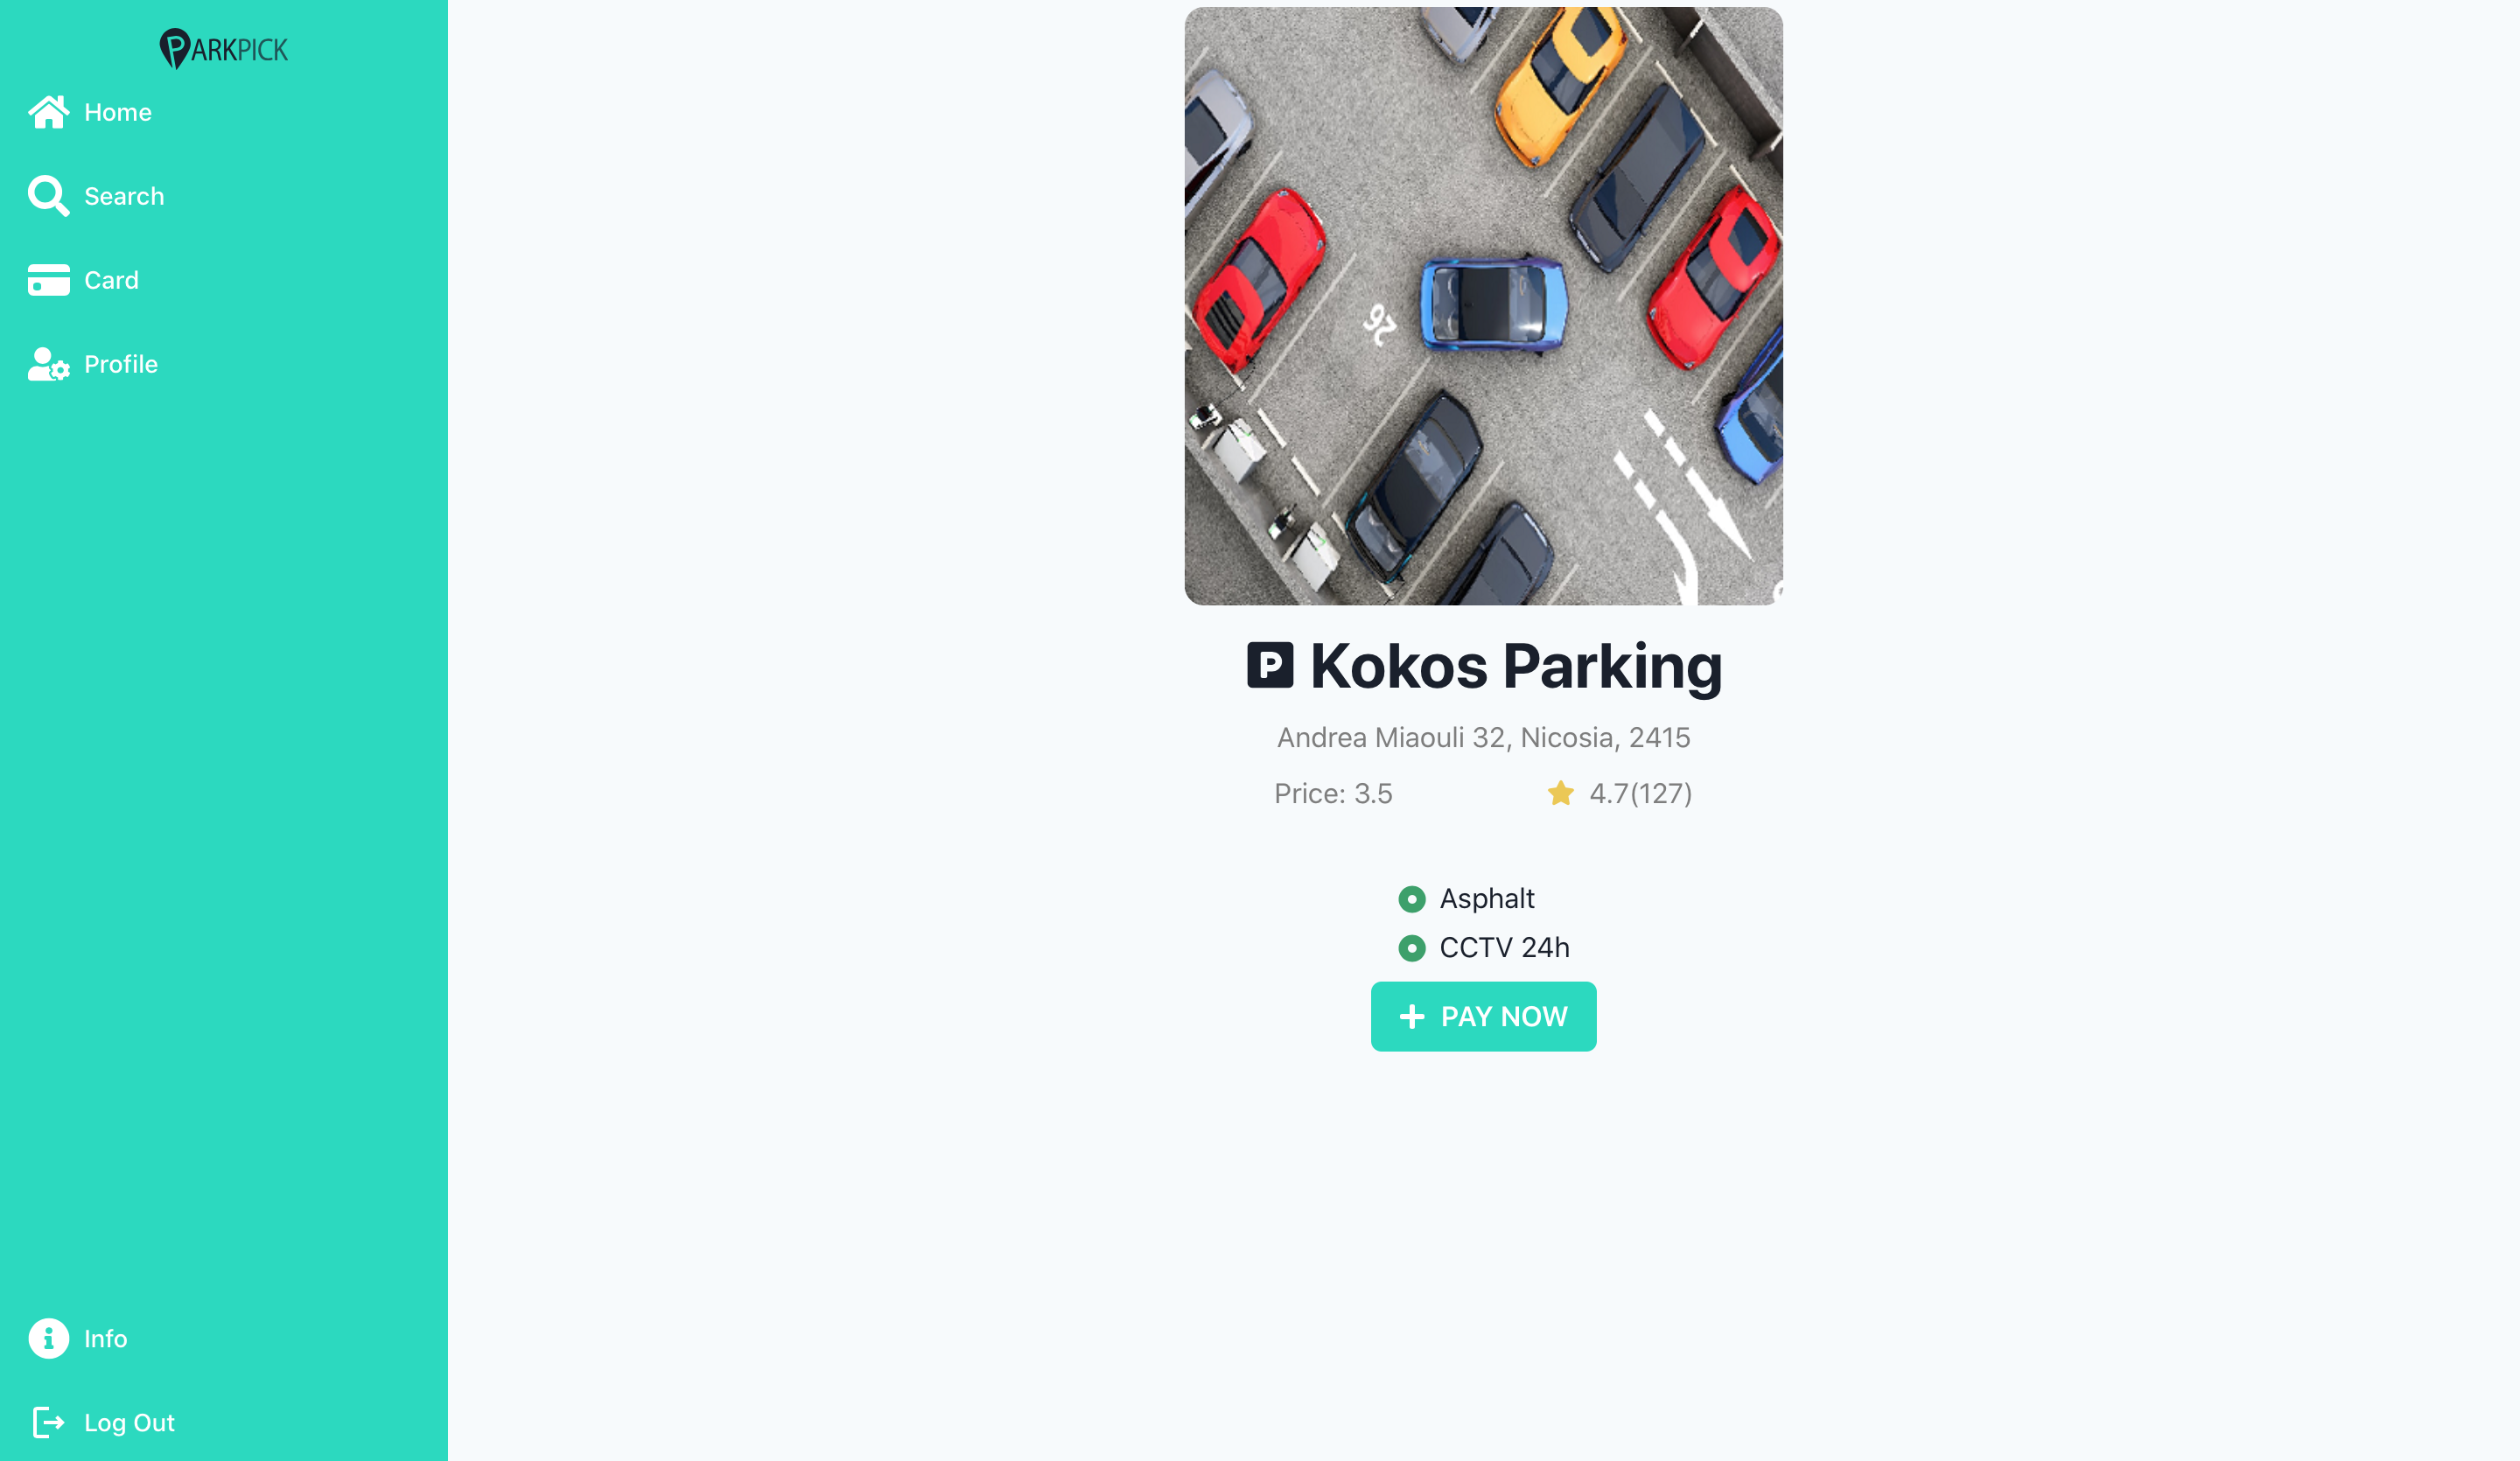 PARKPICK
Home
Search
Card
Profile
26
Kokos Parking
Andrea Miaouli 32, Nicosia, 2415
Price: 3.5
4.7(127)
Asphalt
CCTV 24h
PAY NOW
Info
Log Out